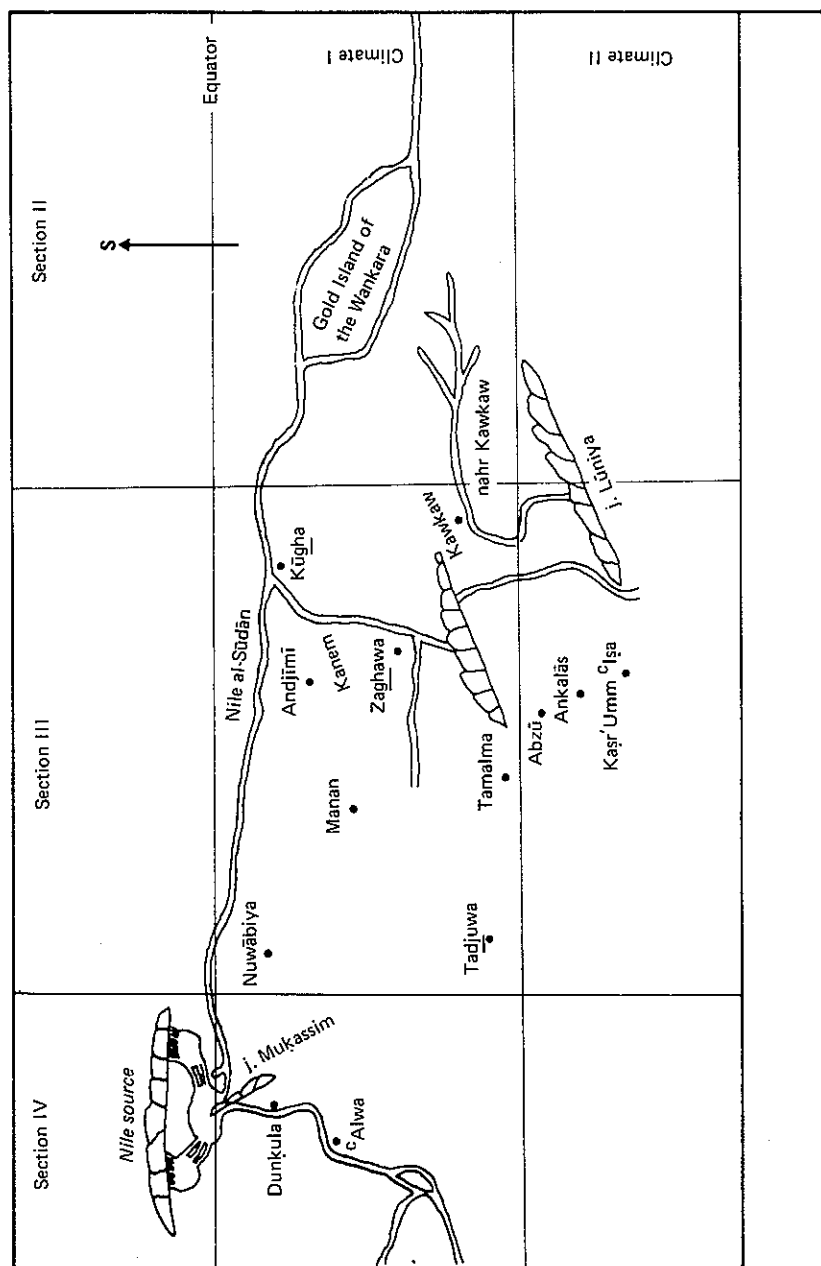 Section IV
Section III
Section II
Nile source
Equator
j. Muḳassim
Dunḳula
ᶜAlwa
Nuwābiya
Nile al-Sūdān
Kūgha
Andjīmī
Kanem
Manan
Zaghawa
Tadjuwa
Tamalma
Abzū
Ankalās
Kaṣr 'Umm ᶜIṣa
Kawkaw
nahr Kawkaw
j. Lūniya
Gold Island of
the Wankara
S
Climate I
Climate II